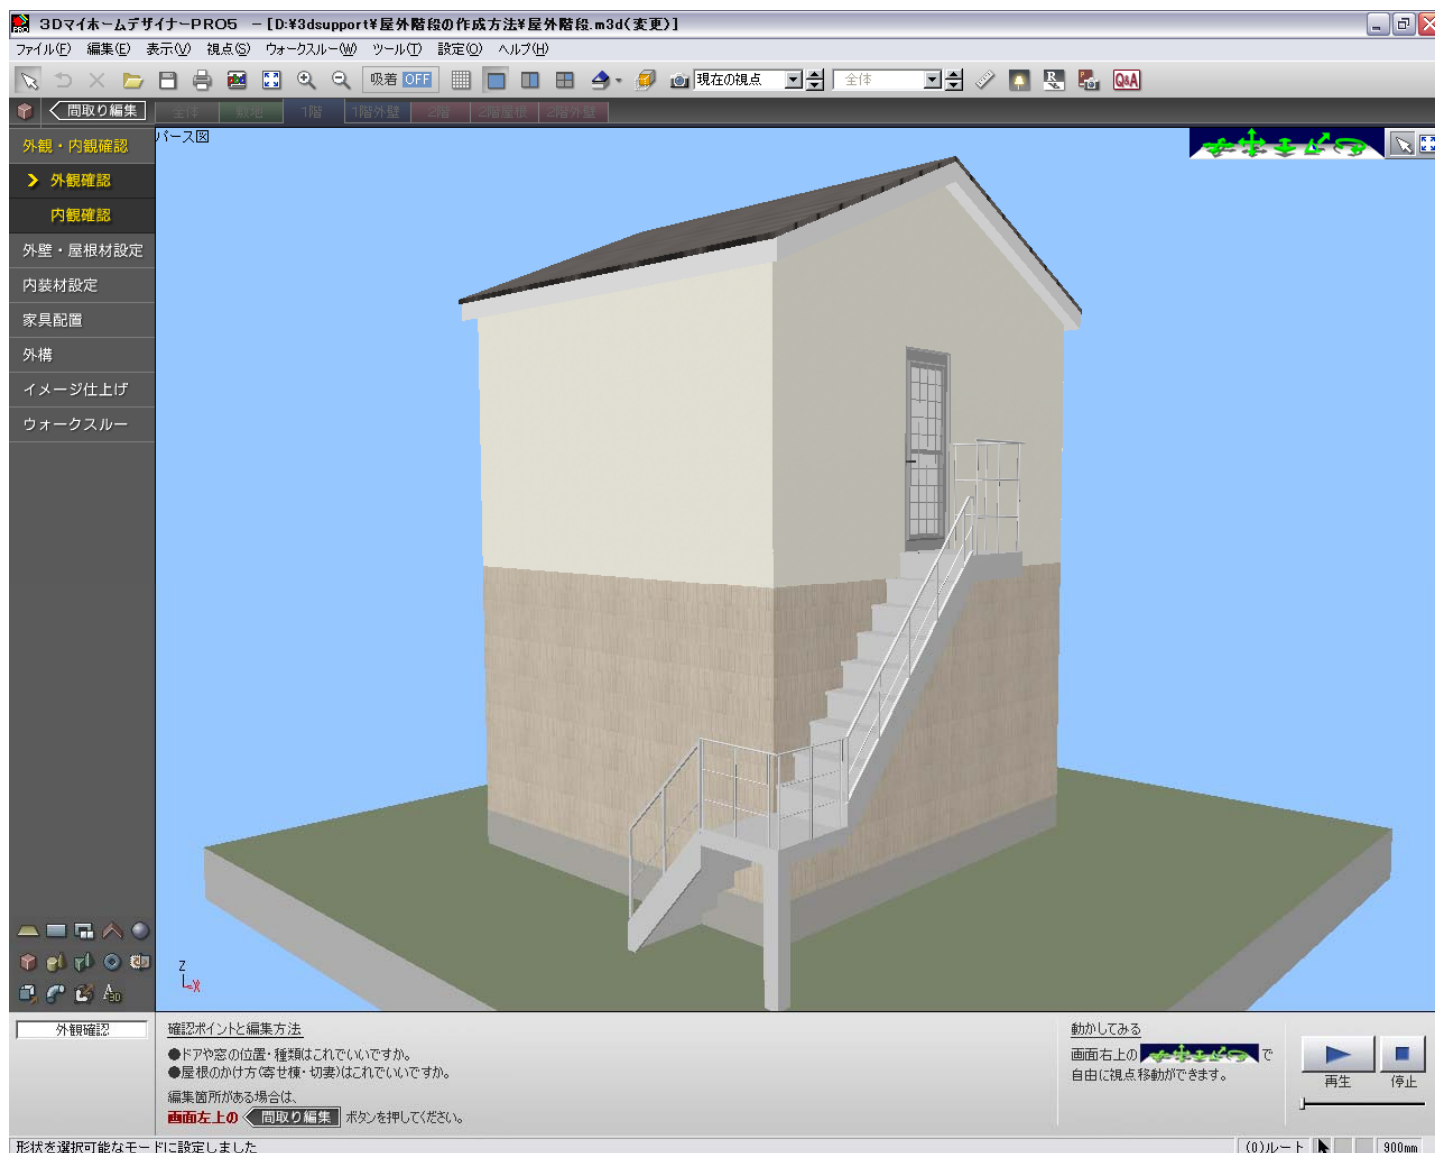 3DマイホームデザイナーPRO5 － [D:¥3dsupport¥屋外階段の作成方法¥屋外階段.m3d(変更)]
ファイル(F) 編集(E) 表示(V) 視点(S) ウォークスルー(W) ツール(T) 設定(O) ヘルプ(H)
吸着 OFF 現在の視点 全体 Q&A
間取り編集 全体 敷地 1階 1階外壁 2階 2階屋根 2階外壁
パース図
外観・内観確認
外観確認
内観確認
外壁・屋根材設定
内装材設定
家具配置
外構
イメージ仕上げ
ウォークスルー
Z
X
外観確認
確認ポイントと編集方法
●ドアや窓の位置・種類はこれでいいですか。
●屋根のかけ方(寄せ棟・切妻)はこれでいいですか。
編集箇所がある場合は、
画面左上の 間取り編集 ボタンを押してください。
動かしてみる
画面右上の で
自由に視点移動ができます。
再生 停止
形状を選択可能なモードに設定しました (0)ルート 900mm